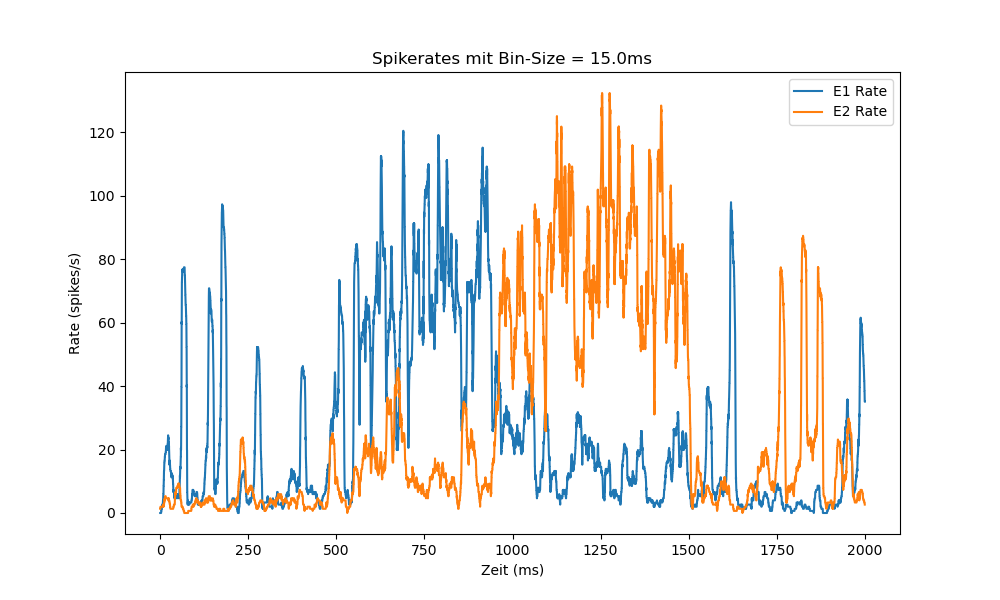 Spikerates mit Bin-Size = 15.0ms
E1 Rate
E2 Rate
120
100
80
60
40
20
0
Rate (spikes/s)
0 250 500 750 1000 1250 1500 1750 2000
Zeit (ms)